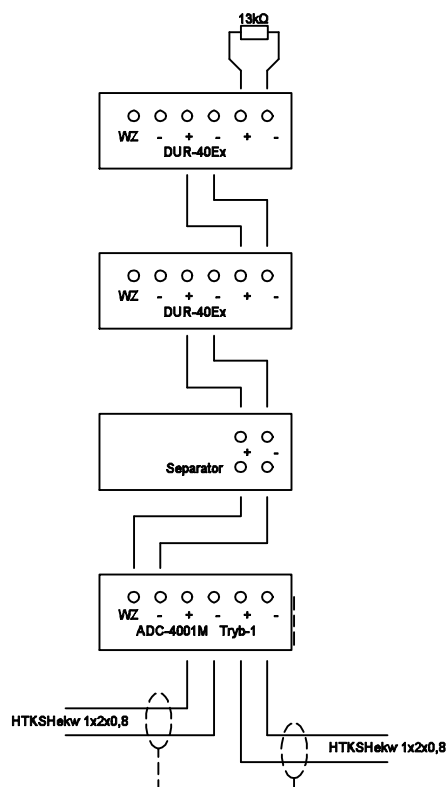 13kΩ
WZ - + - + -
DUR-40Ex
WZ - + - + -
DUR-40Ex
+ -
Separator
WZ - + - + -
ADC-4001M Tryb-1
HTKSHekw 1x2x0,8
HTKSHekw 1x2x0,8